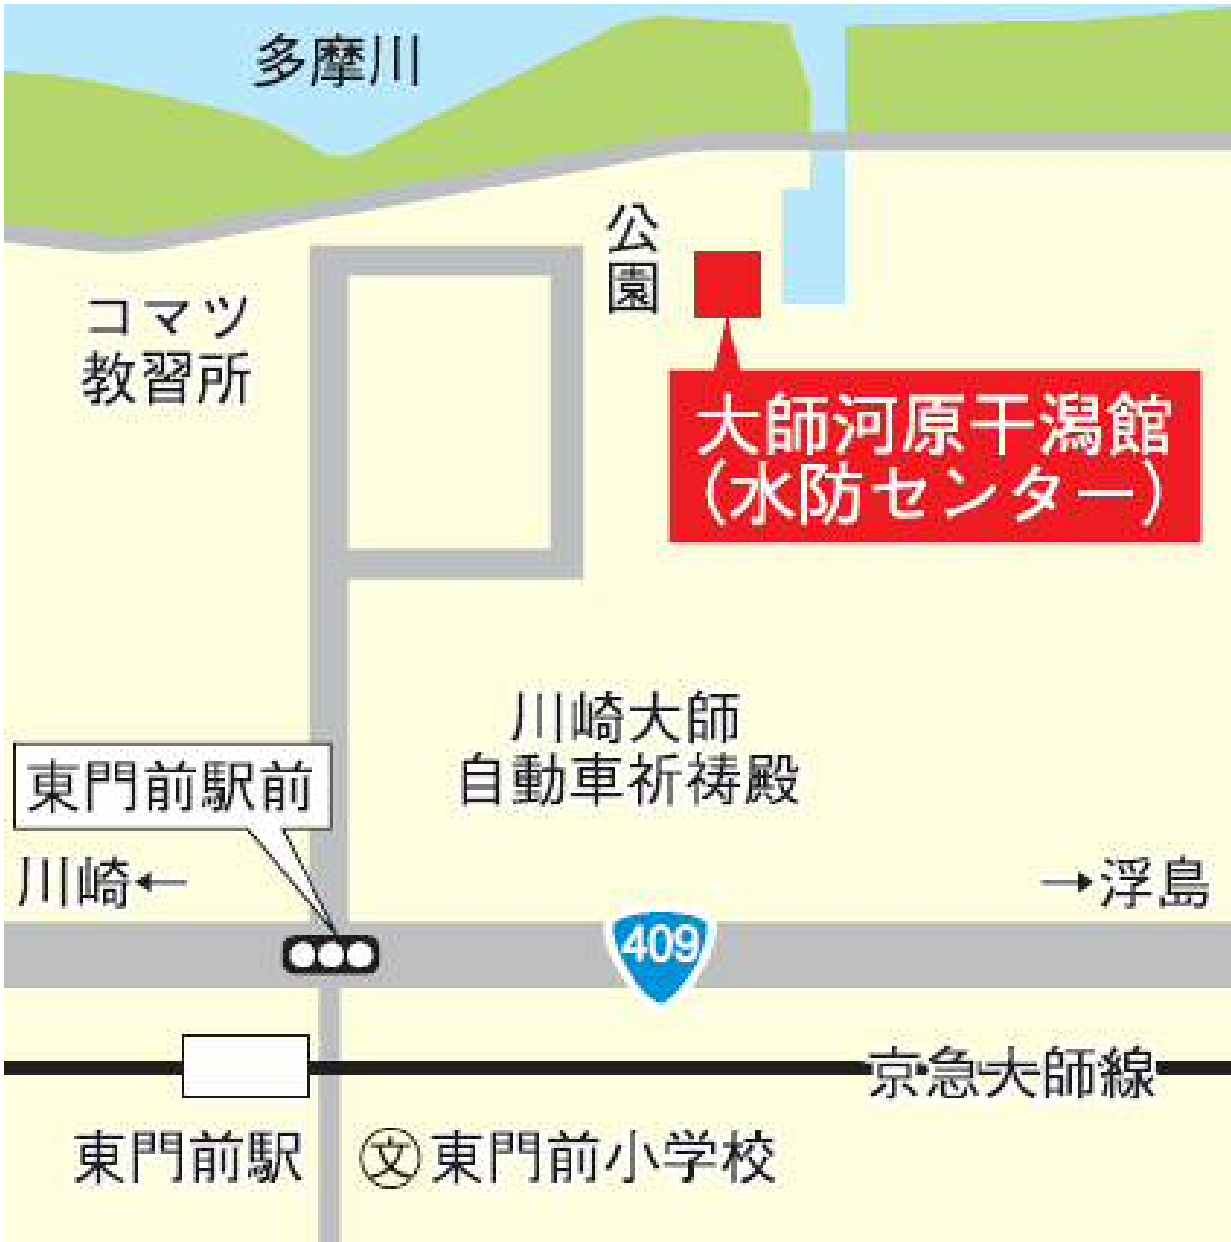 多摩川
公園
コマツ
教習所
大師河原干潟館
（水防センター）
川崎大師
自動車祈祷殿
東門前駅前
川崎←
→浮島
409
京急大師線
東門前駅
文東門前小学校